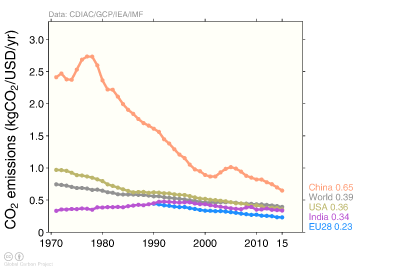 Data: CDIAC/GCP/IEA/IMF
CO₂ emissions (kgCO₂/USD/yr)
3.0
2.5
2.0
1.5
1.0
0.5
0
1970
1980
1990
2000
2010
15
China 0.65
World 0.39
USA 0.36
India 0.34
EU28 0.23
Global Carbon Project